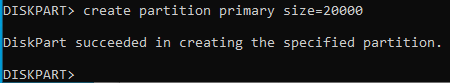 DISKPART> create partition primary size=20000
DiskPart succeeded in creating the specified partition.
DISKPART>